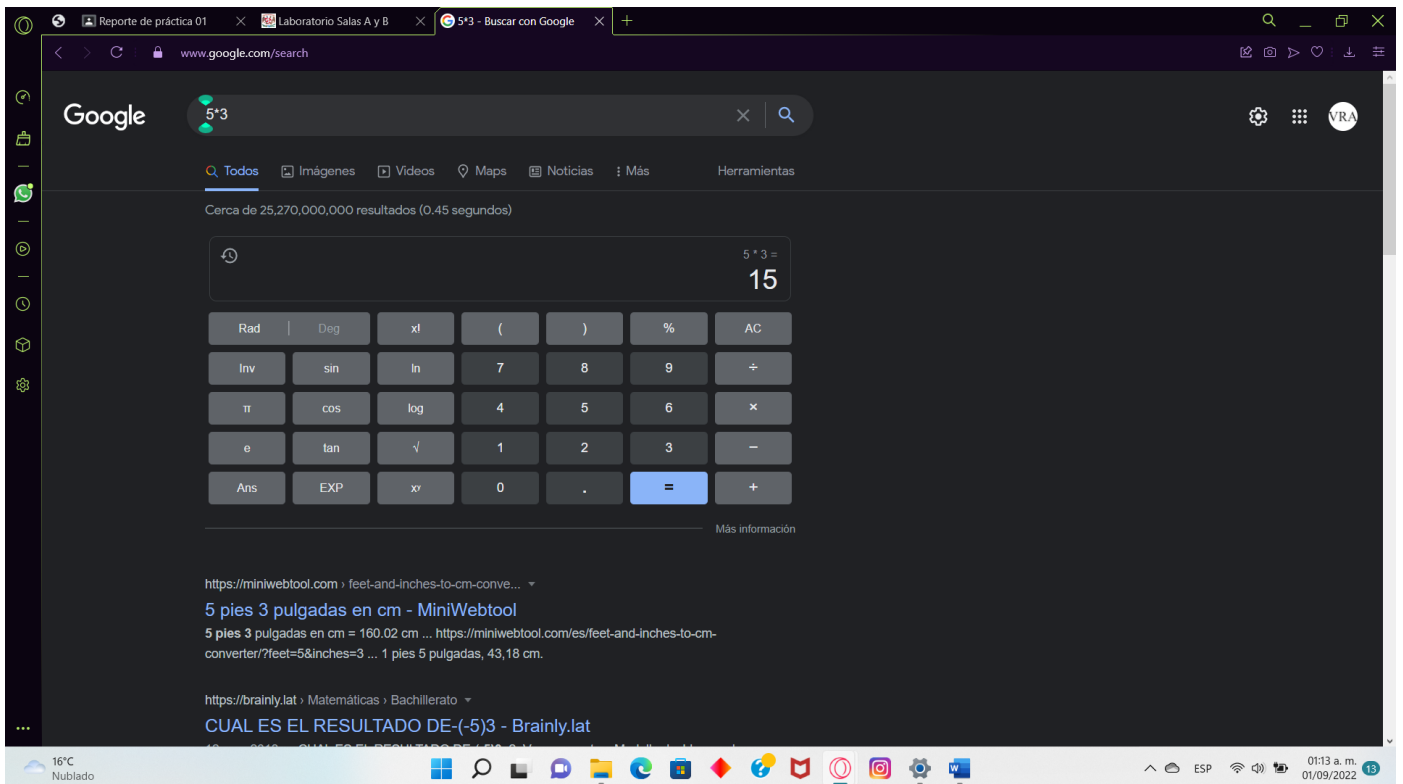 Reporte de práctica 01
Laboratorio Salas A y B
5*3 - Buscar con Google
www.google.com/search
Google
5*3
VRA
Todos
Imágenes
Videos
Maps
Noticias
Más
Herramientas
Cerca de 25,270,000,000 resultados (0.45 segundos)
5 * 3 =
15
Rad | Deg x! ( ) % AC
Inv sin ln 7 8 9 ÷
π cos log 4 5 6 ×
e tan √ 1 2 3 −
Ans EXP xʸ 0 . = +
Más información
https://miniwebtool.com › feet-and-inches-to-cm-conve...
5 pies 3 pulgadas en cm - MiniWebtool
5 pies 3 pulgadas en cm = 160.02 cm ... https://miniwebtool.com/es/feet-and-inches-to-cm-
converter/?feet=5&inches=3 ... 1 pies 5 pulgadas, 43,18 cm.
https://brainly.lat › Matemáticas › Bachillerato
CUAL ES EL RESULTADO DE-(-5)3 - Brainly.lat
16°C
Nublado
ESP
01:13 a. m.
01/09/2022
13